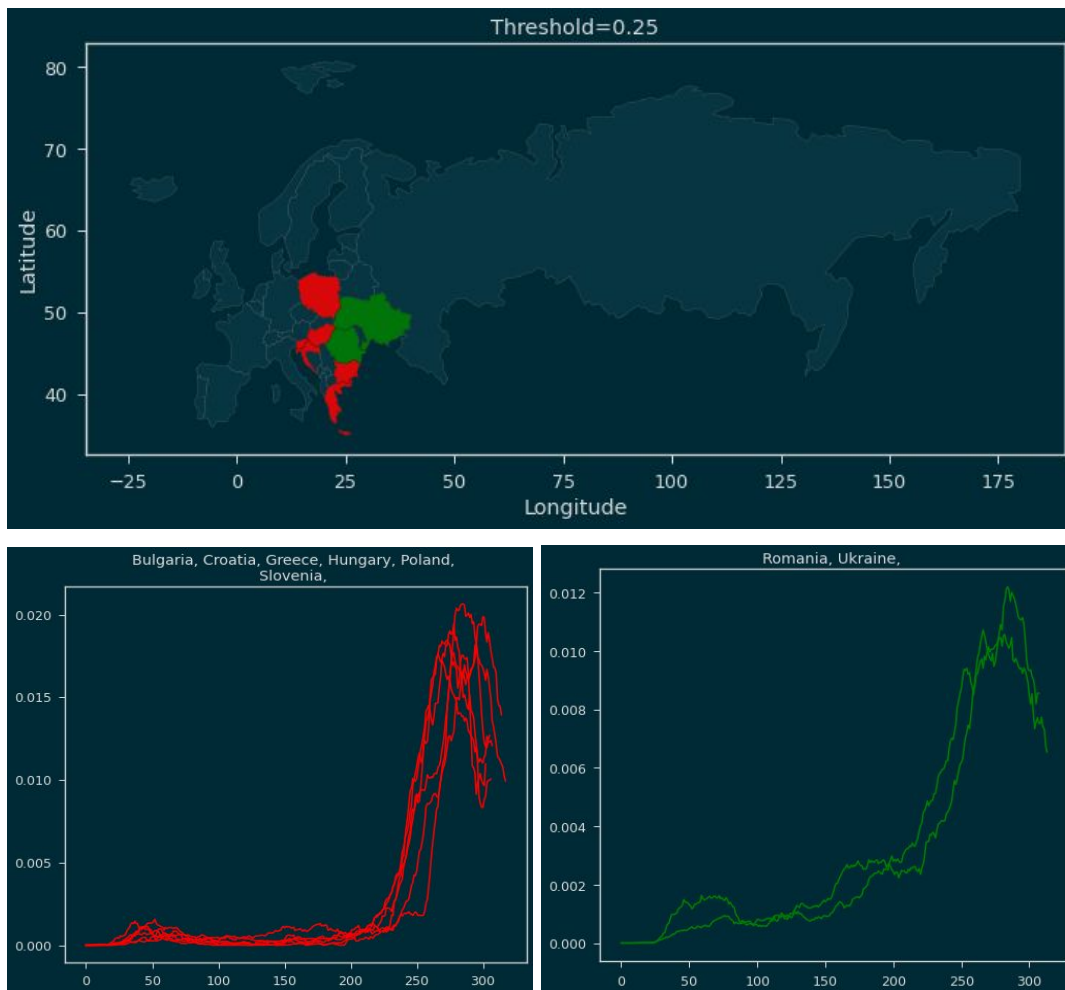 Threshold=0.25
80
70
60
50
40
Latitude
−25 0 25 50 75 100 125 150 175
Longitude
Bulgaria, Croatia, Greece, Hungary, Poland,
Slovenia,
0.020
0.015
0.010
0.005
0.000
0 50 100 150 200 250 300
Romania, Ukraine,
0.012
0.010
0.008
0.006
0.004
0.002
0.000
0 50 100 150 200 250 300